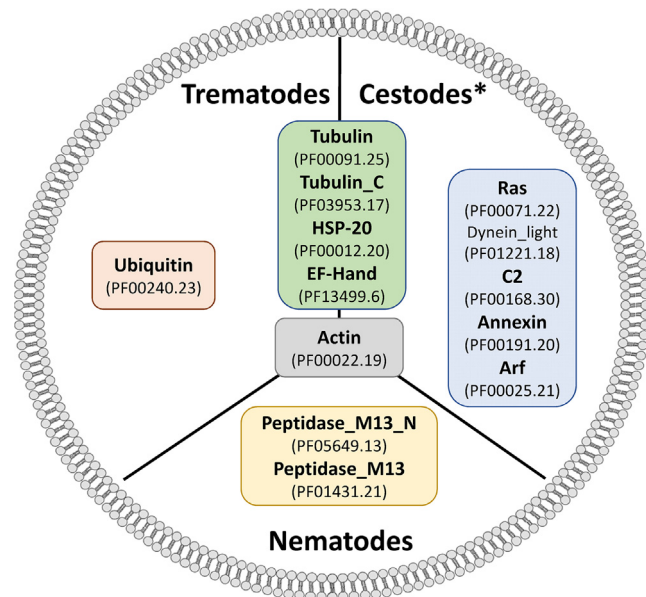 Trematodes
Cestodes*
Tubulin
(PF00091.25)
Tubulin_C
(PF03953.17)
HSP-20
(PF00012.20)
EF-Hand
(PF13499.6)
Ras
(PF00071.22)
Dynein_light
(PF01221.18)
C2
(PF00168.30)
Annexin
(PF00191.20)
Arf
(PF00025.21)
Ubiquitin
(PF00240.23)
Actin
(PF00022.19)
Peptidase_M13_N
(PF05649.13)
Peptidase_M13
(PF01431.21)
Nematodes